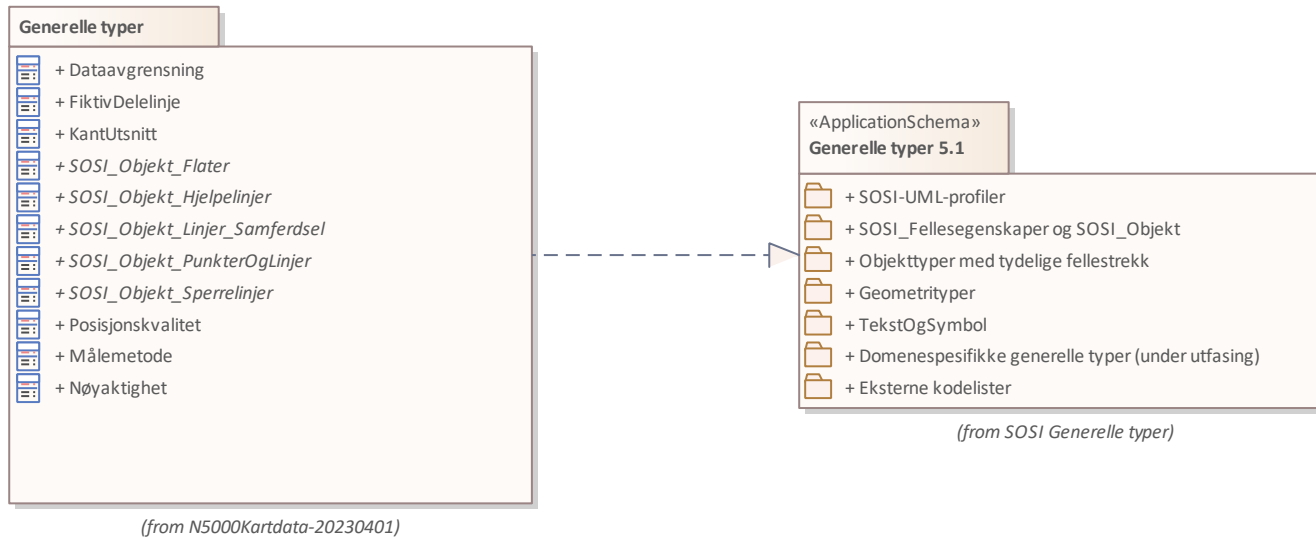 Generelle typer
+ Dataavgrensning
+ FiktivDelelinje
+ KantUtsnitt
+ SOSI_Objekt_Flater
+ SOSI_Objekt_Hjelpelinjer
+ SOSI_Objekt_Linjer_Samferdsel
+ SOSI_Objekt_PunkterOgLinjer
+ SOSI_Objekt_Sperrelinjer
+ Posisjonskvalitet
+ Målemetode
+ Nøyaktighet
(from N5000Kartdata-20230401)
«ApplicationSchema»
Generelle typer 5.1
+ SOSI-UML-profiler
+ SOSI_Fellesegenskaper og SOSI_Objekt
+ Objekttyper med tydelige fellestrekk
+ Geometrityper
+ TekstOgSymbol
+ Domenespesifikke generelle typer (under utfasing)
+ Eksterne kodelister
(from SOSI Generelle typer)